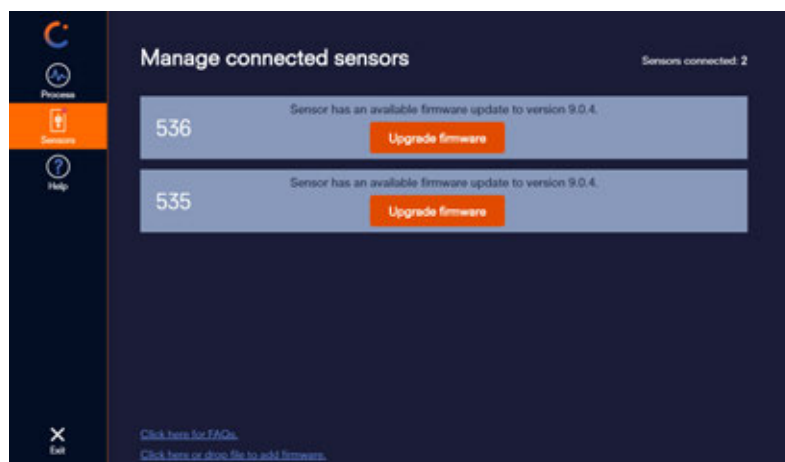 Manage connected sensors
Sensors connected: 2
Process
Sensors
Help
536
Sensor has an available firmware update to version 9.0.4.
Upgrade firmware
535
Sensor has an available firmware update to version 9.0.4.
Upgrade firmware
Click here for FAQs.
Click here or drop file to add firmware.
Exit